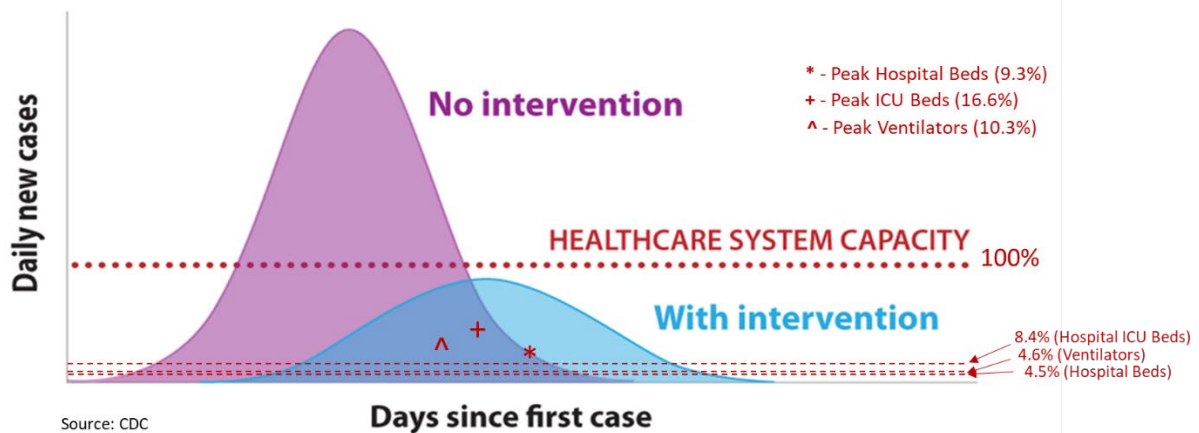 * - Peak Hospital Beds (9.3%)
No intervention
+ - Peak ICU Beds (16.6%)
^ - Peak Ventilators (10.3%)
Daily new cases
HEALTHCARE SYSTEM CAPACITY
100%
With intervention
^
+
*
8.4% (Hospital ICU Beds)
4.6% (Ventilators)
4.5% (Hospital Beds)
Days since first case
Source: CDC